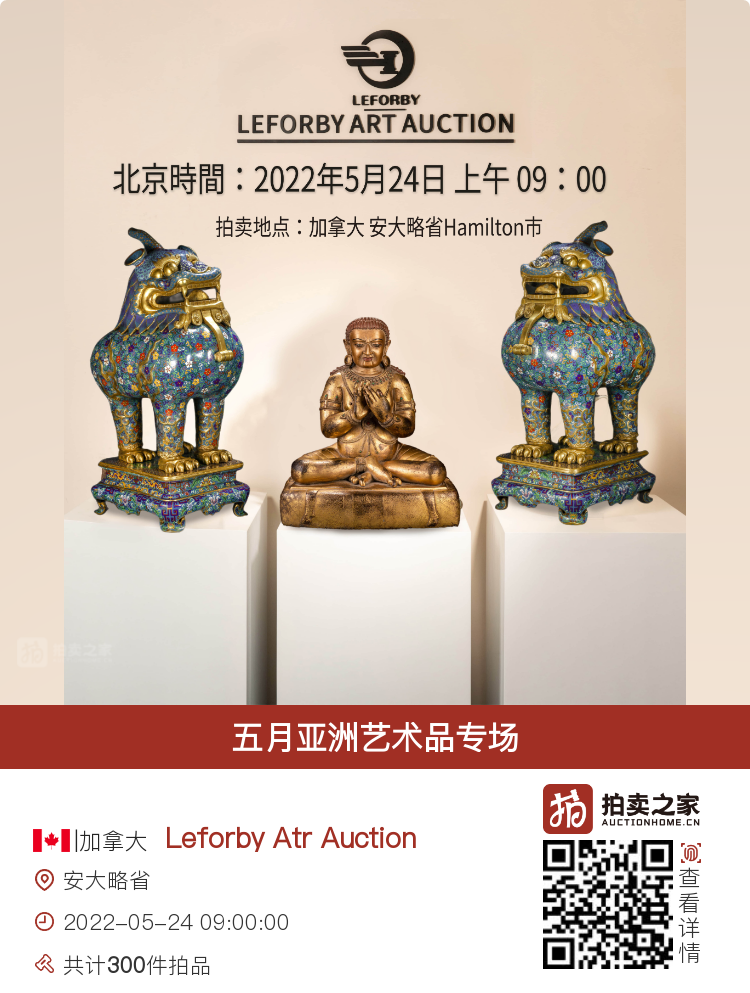 LEFORBY
LEFORBY ART AUCTION
北京時間：2022年5月24日 上午 09：00
拍卖地点：加拿大 安大略省Hamilton市
拍卖之家
五月亚洲艺术品专场
拍卖之家
AUCTIONHOME.CN
加拿大 Leforby Atr Auction
安大略省
2022-05-24 09:00:00
共计300件拍品
查看详情